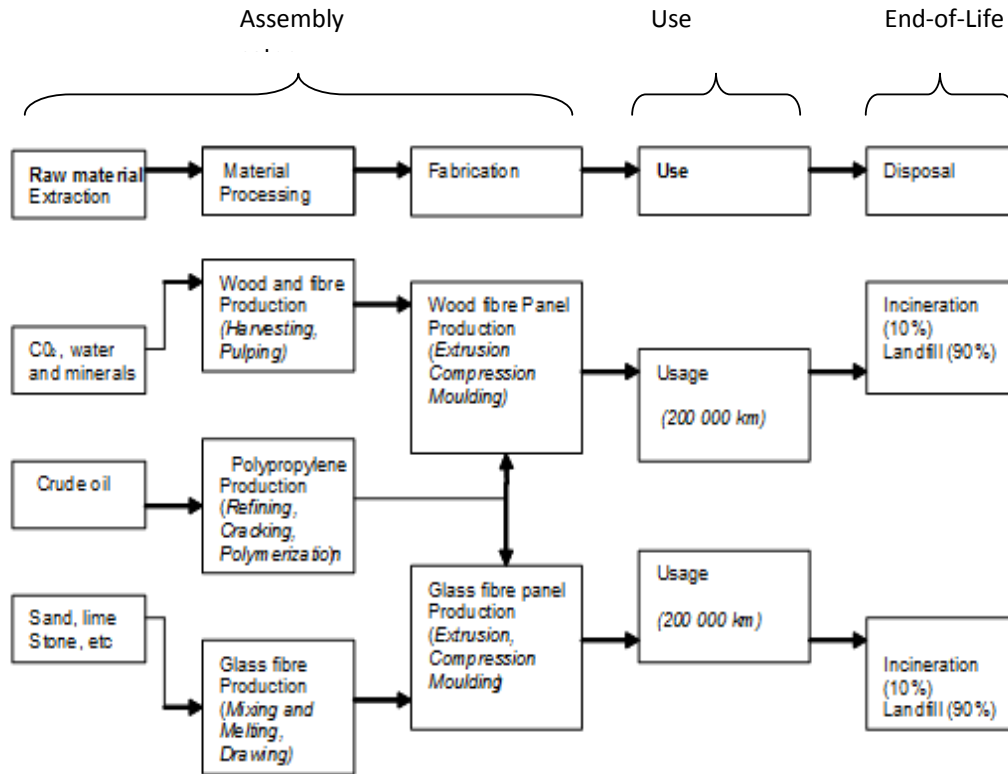 Assembly
Use
End-of-Life
Raw material
Extraction
Material
Processing
Fabrication
Use
Disposal
CO₂, water
and minerals
Wood and fibre
Production
(Harvesting,
Pulping)
Wood fibre Panel
Production
(Extrusion
Compression
Moulding)
Usage
(200 000 km)
Incineration
(10%)
Landfill (90%)
Crude oil
Polypropylene
Production
(Refining,
Cracking,
Polymerization
Sand, lime
Stone, etc
Glass fibre
Production
(Mixing and
Melting,
Drawing)
Glass fibre panel
Production
(Extrusion,
Compression
Moulding)
Usage
(200 000 km)
Incineration
(10%)
Landfill (90%)